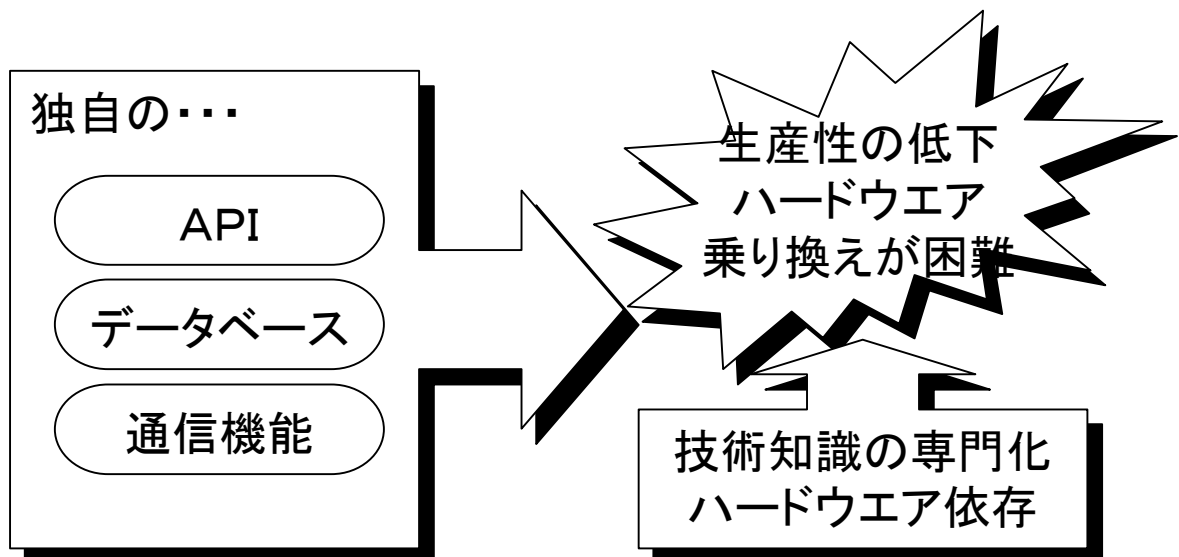 独自の･･･
ＡＰＩ
データベース
通信機能
生産性の低下
ハードウエア
乗り換えが困難
技術知識の専門化
ハードウエア依存